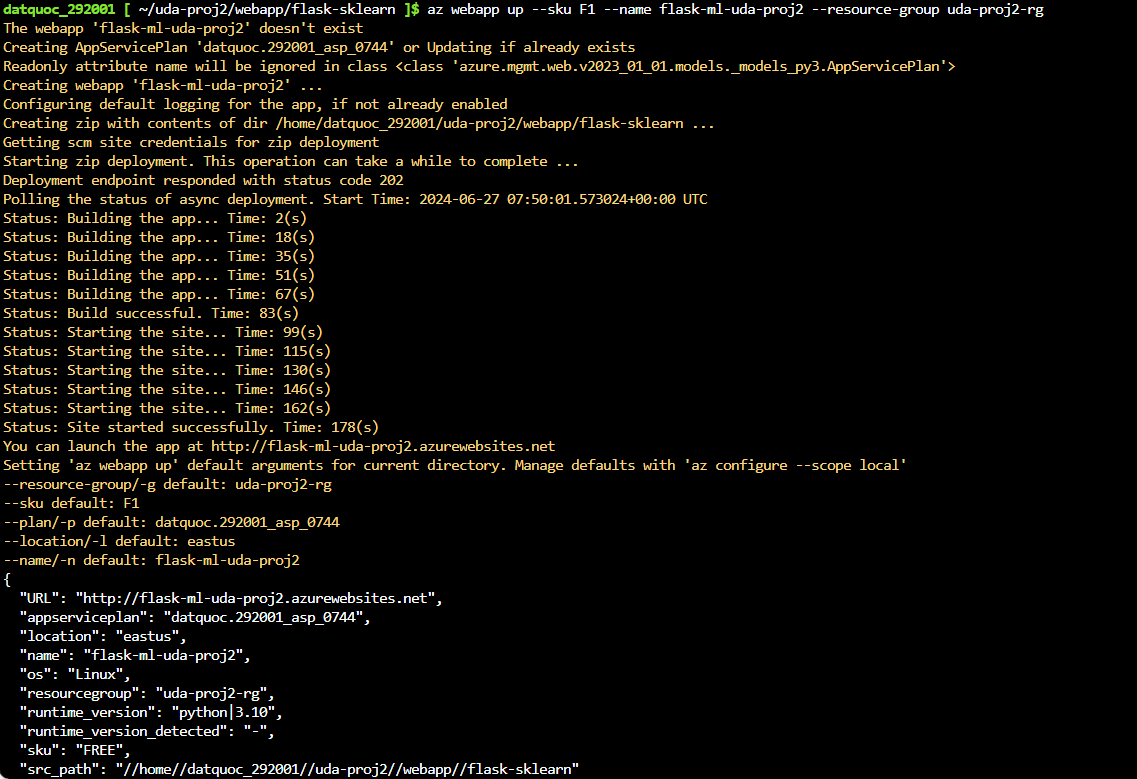 datquoc_292001 [ ~/uda-proj2/webapp/flask-sklearn ]$ az webapp up --sku F1 --name flask-ml-uda-proj2 --resource-group uda-proj2-rg
The webapp 'flask-ml-uda-proj2' doesn't exist
Creating AppServicePlan 'datquoc.292001_asp_0744' or Updating if already exists
Readonly attribute name will be ignored in class <class 'azure.mgmt.web.v2023_01_01.models._models_py3.AppServicePlan'>
Creating webapp 'flask-ml-uda-proj2' ...
Configuring default logging for the app, if not already enabled
Creating zip with contents of dir /home/datquoc_292001/uda-proj2/webapp/flask-sklearn ...
Getting scm site credentials for zip deployment
Starting zip deployment. This operation can take a while to complete ...
Deployment endpoint responded with status code 202
Polling the status of async deployment. Start Time: 2024-06-27 07:50:01.573024+00:00 UTC
Status: Building the app... Time: 2(s)
Status: Building the app... Time: 18(s)
Status: Building the app... Time: 35(s)
Status: Building the app... Time: 51(s)
Status: Building the app... Time: 67(s)
Status: Build successful. Time: 83(s)
Status: Starting the site... Time: 99(s)
Status: Starting the site... Time: 115(s)
Status: Starting the site... Time: 130(s)
Status: Starting the site... Time: 146(s)
Status: Starting the site... Time: 162(s)
Status: Site started successfully. Time: 178(s)
You can launch the app at http://flask-ml-uda-proj2.azurewebsites.net
Setting 'az webapp up' default arguments for current directory. Manage defaults with 'az configure --scope local'
--resource-group/-g default: uda-proj2-rg
--sku default: F1
--plan/-p default: datquoc.292001_asp_0744
--location/-l default: eastus
--name/-n default: flask-ml-uda-proj2
{
  "URL": "http://flask-ml-uda-proj2.azurewebsites.net",
  "appserviceplan": "datquoc.292001_asp_0744",
  "location": "eastus",
  "name": "flask-ml-uda-proj2",
  "os": "Linux",
  "resourcegroup": "uda-proj2-rg",
  "runtime_version": "python|3.10",
  "runtime_version_detected": "-",
  "sku": "FREE",
  "src_path": "//home//datquoc_292001//uda-proj2//webapp//flask-sklearn"